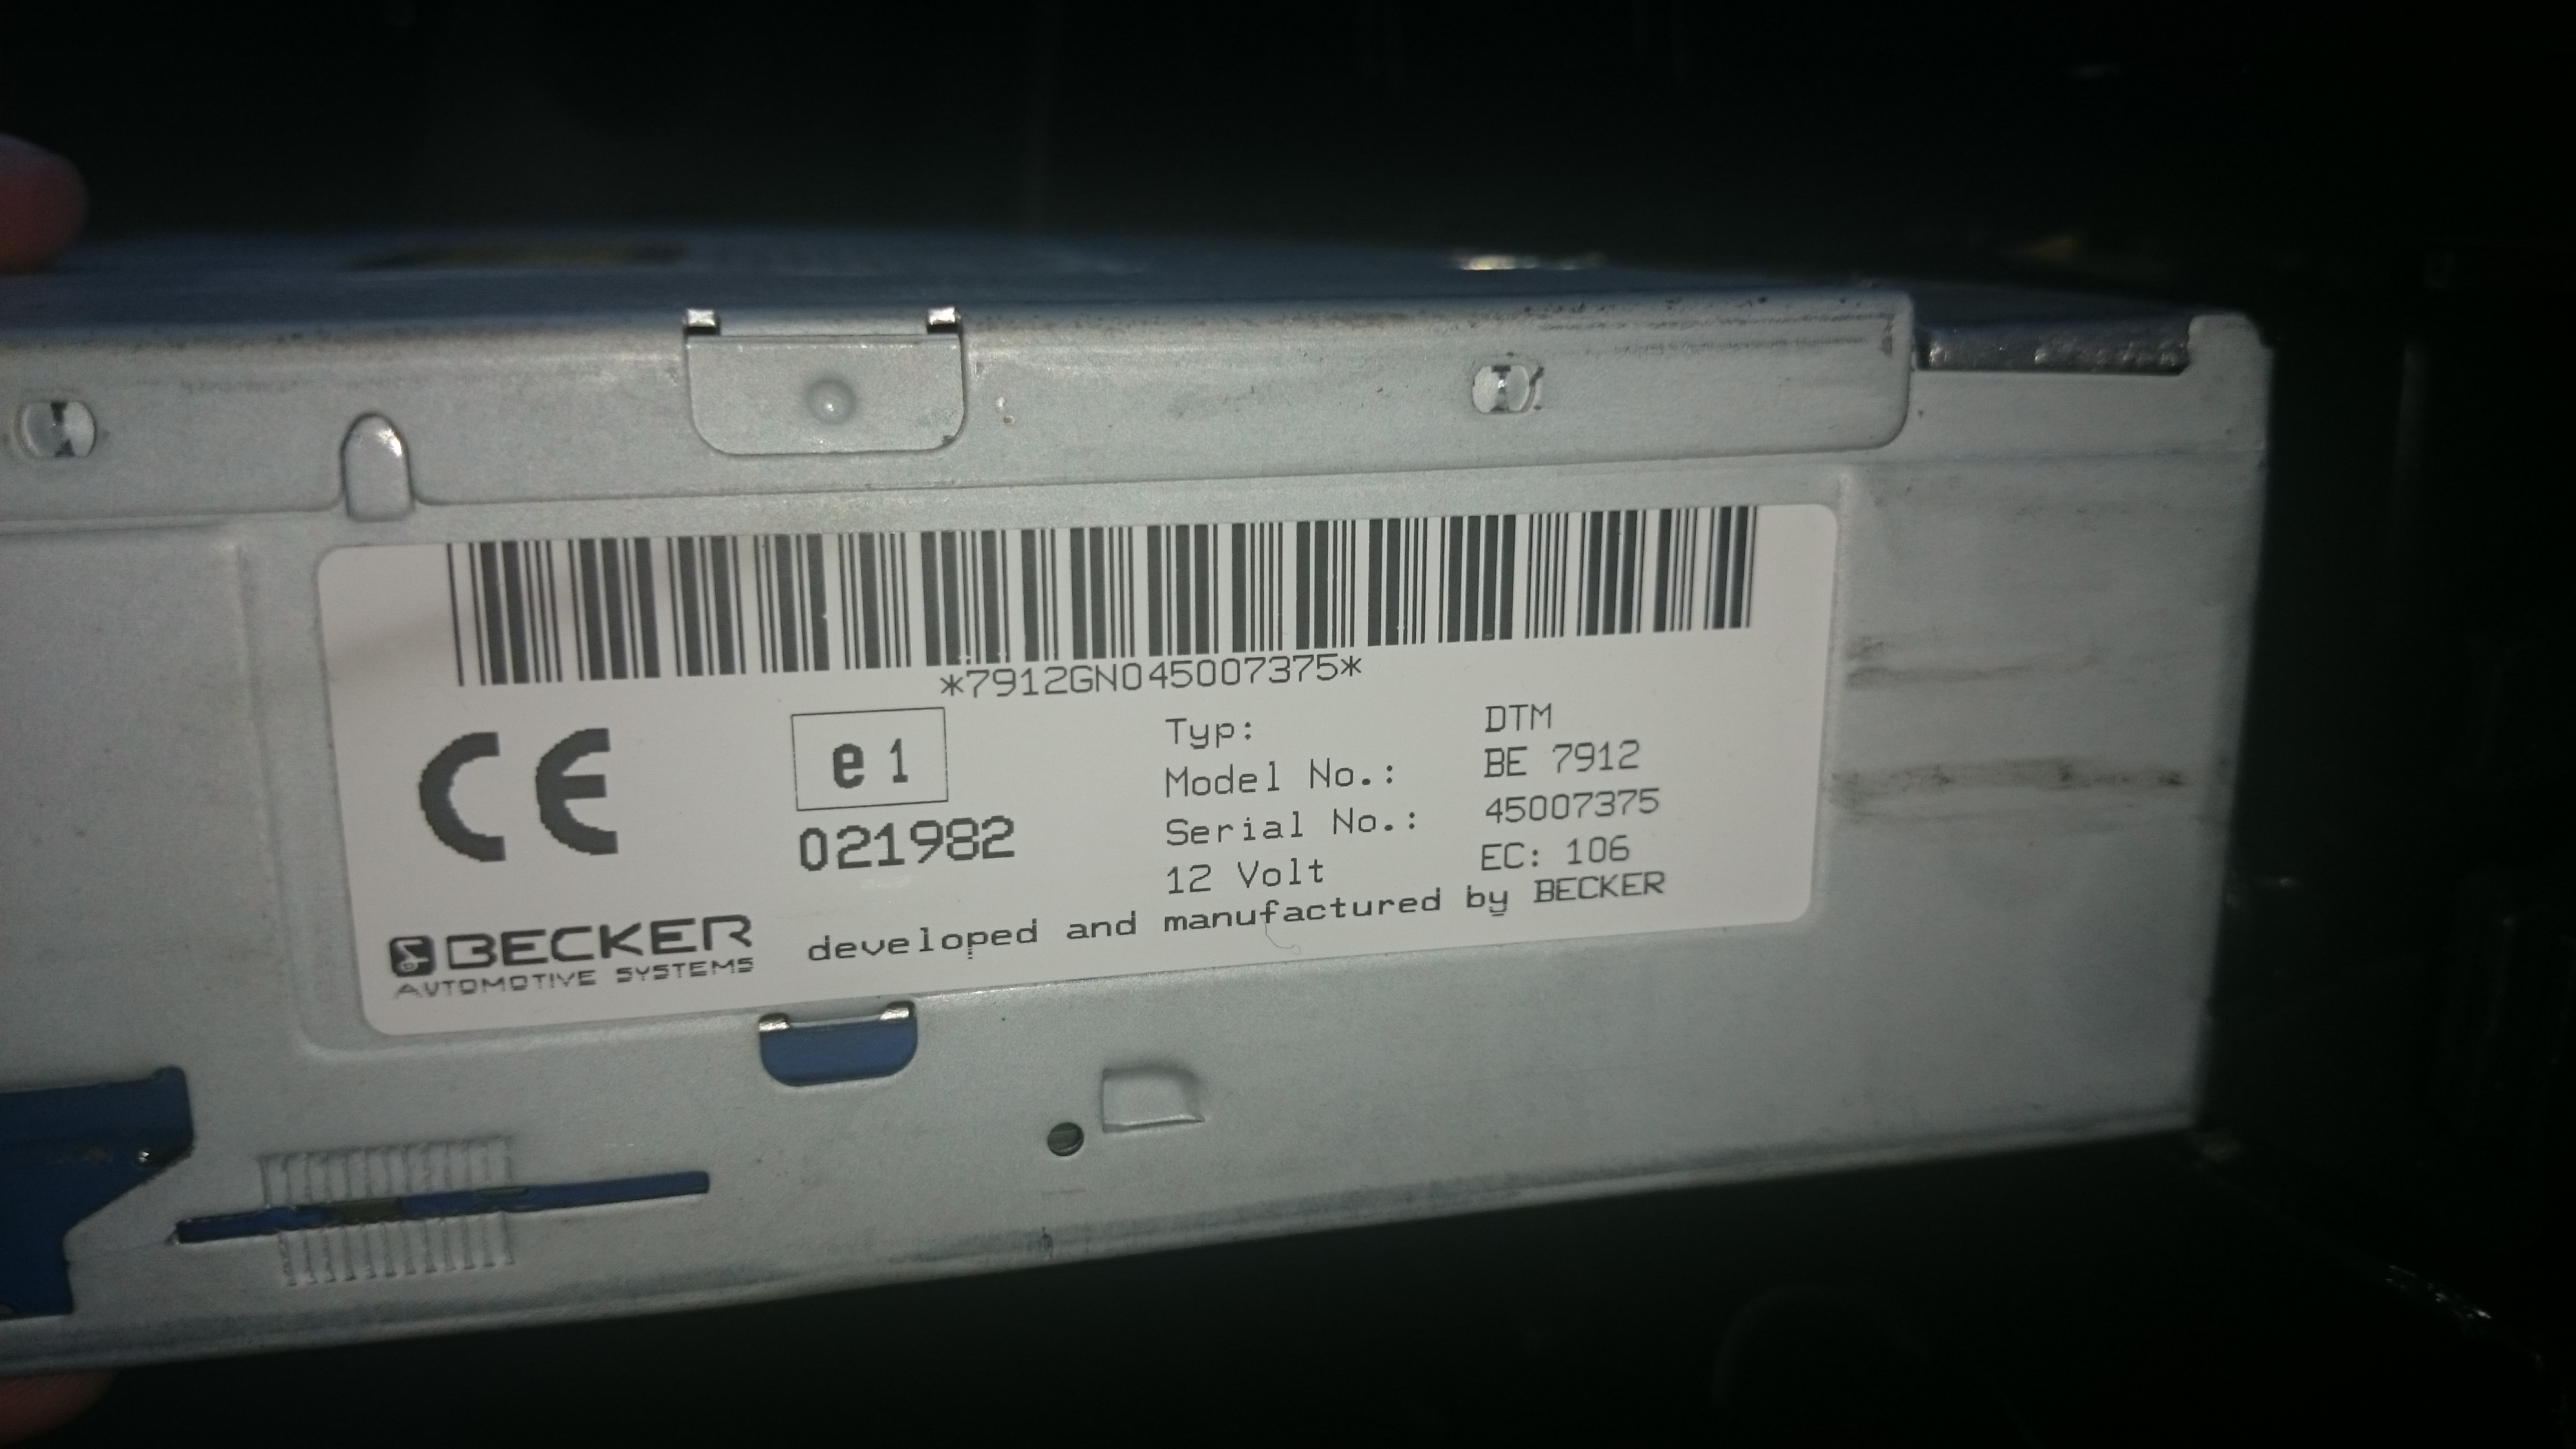 *7912GN045007375*
CE
e1
021982
Typ: DTM
Model No.: BE 7912
Serial No.: 45007375
12 Volt EC: 106
BECKER
AUTOMOTIVE SYSTEMS
developed and manufactured by BECKER